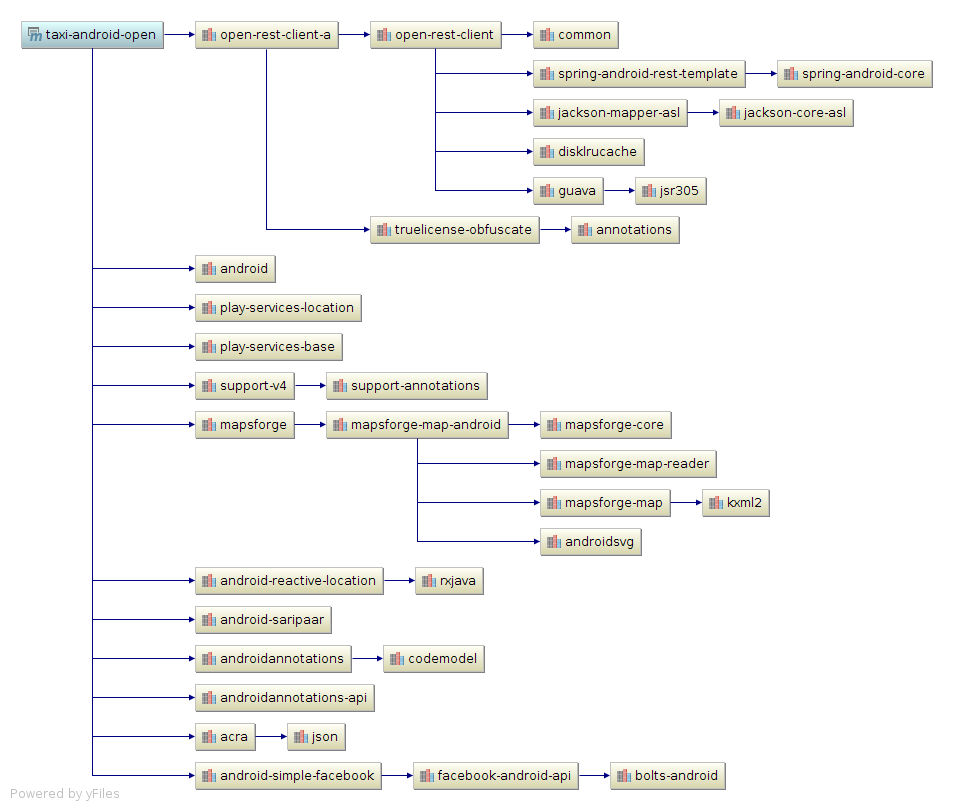 taxi-android-open open-rest-client-a open-rest-client common
spring-android-rest-template spring-android-core
jackson-mapper-asl jackson-core-asl
disklrucache
guava jsr305
truelicense-obfuscate annotations
android
play-services-location
play-services-base
support-v4 support-annotations
mapsforge mapsforge-map-android mapsforge-core
mapsforge-map-reader
mapsforge-map kxml2
androidsvg
android-reactive-location rxjava
android-saripaar
androidannotations codemodel
androidannotations-api
acra json
android-simple-facebook facebook-android-api bolts-android
Powered by yFiles